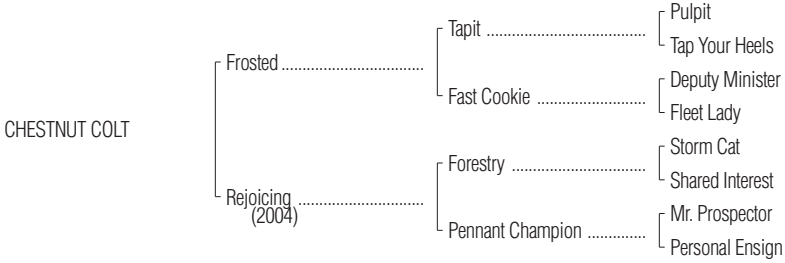 Pulpit
Tapit ....................................
Tap Your Heels
Frosted ................................
Deputy Minister
Fast Cookie ........................
Fleet Lady
CHESTNUT COLT
Storm Cat
Forestry ..............................
Shared Interest
Rejoicing ............................
(2004)
Mr. Prospector
Pennant Champion .............
Personal Ensign